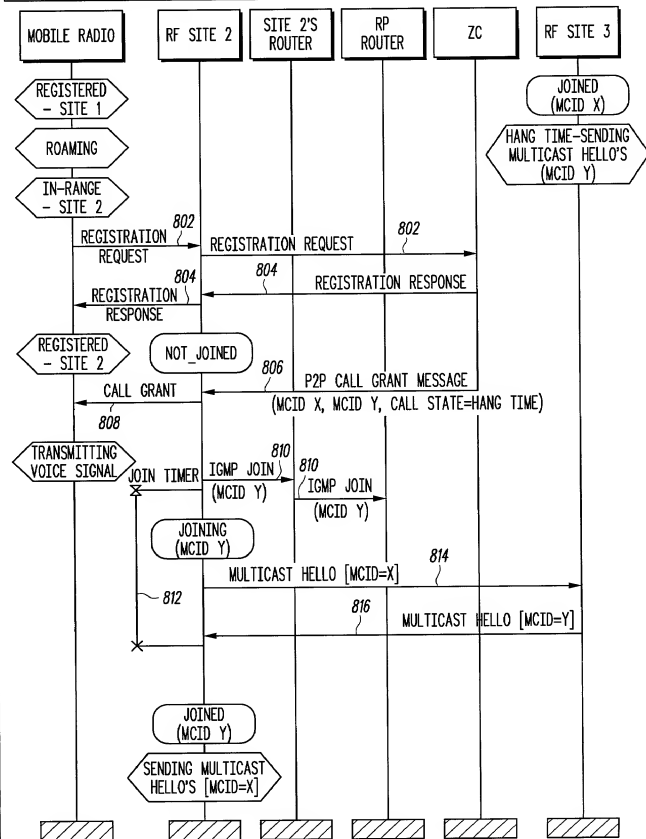 MOBILE RADIO
RF SITE 2
SITE 2'S
ROUTER
RP
ROUTER
ZC
RF SITE 3
REGISTERED
- SITE 1
JOINED
(MCID X)
ROAMING
HANG TIME-SENDING
MULTICAST HELLO'S
(MCID Y)
IN-RANGE
- SITE 2
802
REGISTRATION
REQUEST
REGISTRATION REQUEST
802
804
REGISTRATION
RESPONSE
804
REGISTRATION RESPONSE
REGISTERED
- SITE 2
NOT_JOINED
806
P2P CALL GRANT MESSAGE
(MCID X, MCID Y, CALL STATE=HANG TIME)
CALL GRANT
808
TRANSMITTING
VOICE SIGNAL
JOIN TIMER
IGMP JOIN
810
(MCID Y)
810
IGMP JOIN
(MCID Y)
JOINING
(MCID Y)
MULTICAST HELLO [MCID=X]
814
812
816
MULTICAST HELLO [MCID=Y]
JOINED
(MCID Y)
SENDING MULTICAST
HELLO'S [MCID=X]